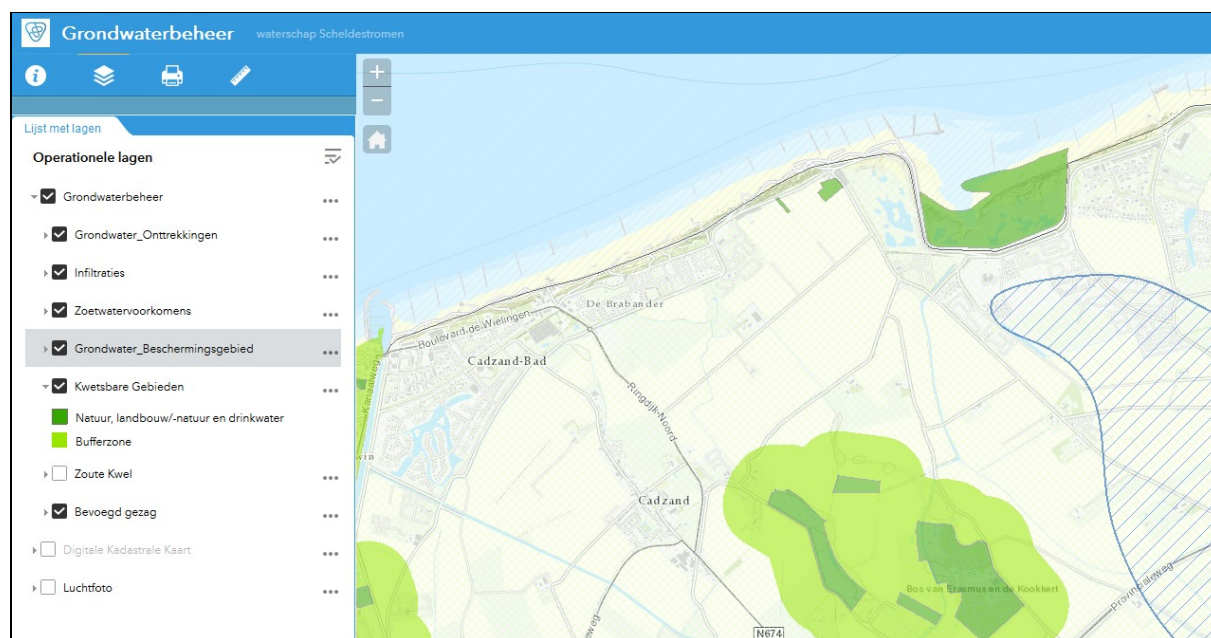 Grondwaterbeheer waterschap Scheldestromen
Lijst met lagen
Operationele lagen
Grondwaterbeheer
Grondwater_Onttrekkingen
Infiltraties
Zoetwatervoorkomens
Grondwater_Beschermingsgebied
Kwetsbare Gebieden
Natuur, landbouw/-natuur en drinkwater
Bufferzone
Zoute Kwel
Bevoegd gezag
Digitale Kadastrale Kaart
Luchtfoto
De Brabander
Boulevard de Wielingen
Cadzand-Bad
Kanaalweg
Ringdijk-Noord
Cadzand
Bos van Erasmus en de Kookhert
Provincialeweg
N674